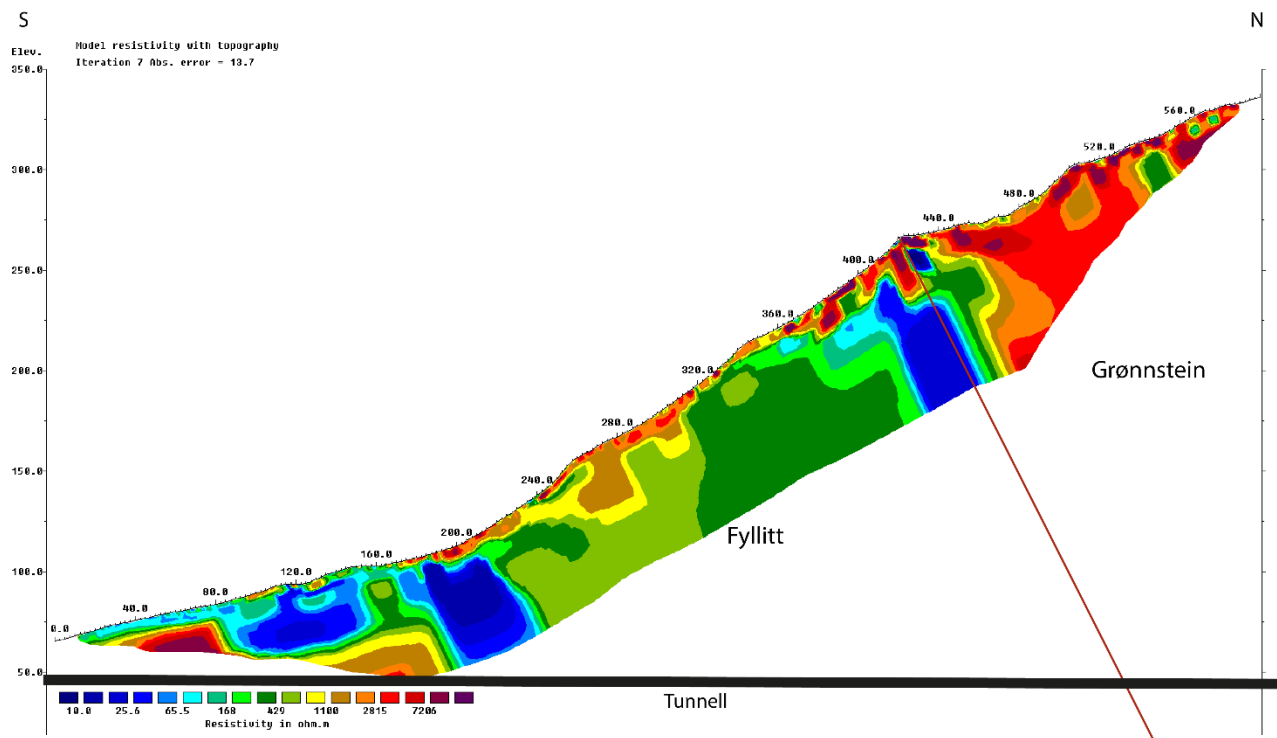 S
N
Model resistivity with topography
Elev.
Iteration 7 Abs. error = 13.7
350.0
560.0
520.0
300.0
480.0
440.0
400.0
250.0
360.0
320.0
200.0
Grønnstein
280.0
240.0
150.0
200.0
Fyllitt
160.0
100.0
120.0
80.0
40.0
0.0
50.0
Tunnell
10.0 25.6 65.5 168 429 1100 2815 7206
Resistivity in ohm.m